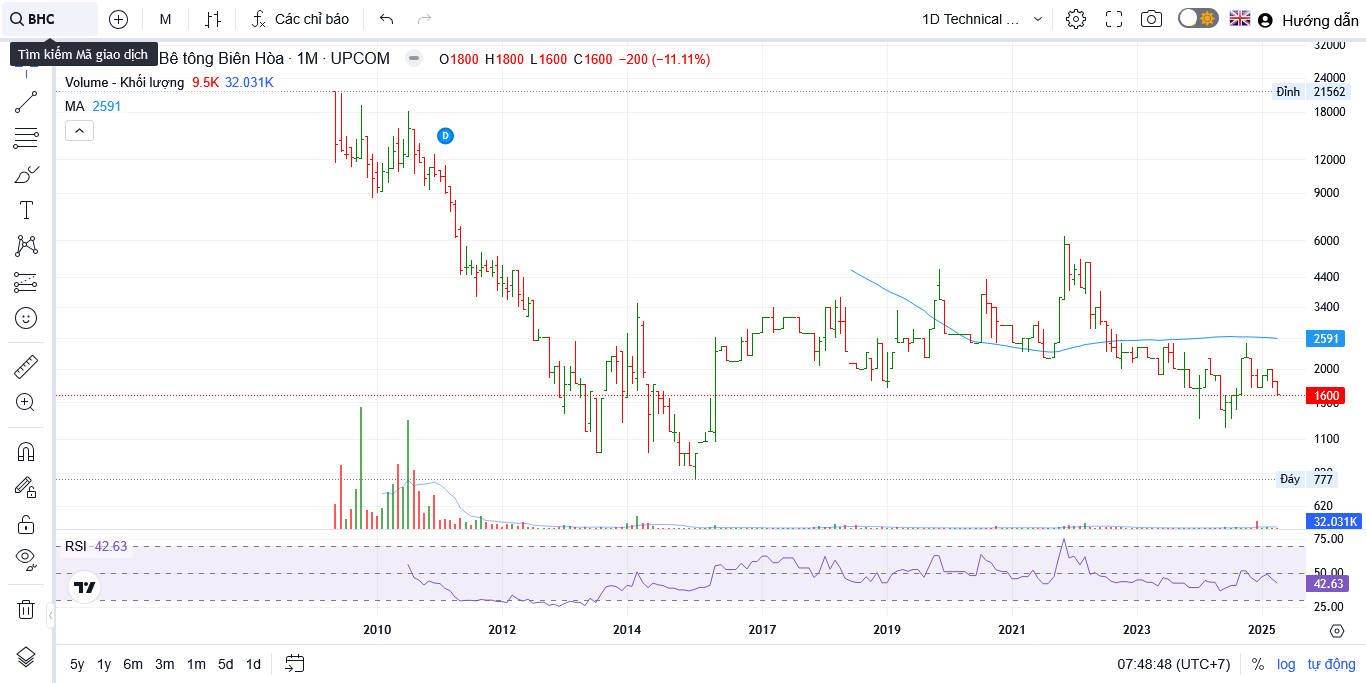 BHC
M
Các chỉ báo
1D Technical ...
Hướng dẫn
Tìm kiếm Mã giao dịch
Bê tông Biên Hòa · 1M · UPCOM
O1800 H1800 L1600 C1600 −200 (−11.11%)
Volume - Khối lượng 9.5K 32.031K
MA 2591
D
32000
24000
Đỉnh 21562
18000
12000
9000
6000
4400
3400
2591
2000
1600
1500
1100
830
Đáy 777
620
32.031K
RSI 42.63
75.00
50.00
42.63
25.00
2010 2012 2014 2017 2019 2021 2023 2025
5y 1y 6m 3m 1m 5d 1d
07:48:48 (UTC+7) % log tự động